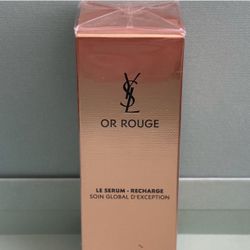 YSL
OR ROUGE
LE SERUM - RECHARGE
SOIN GLOBAL D'EXCEPTION